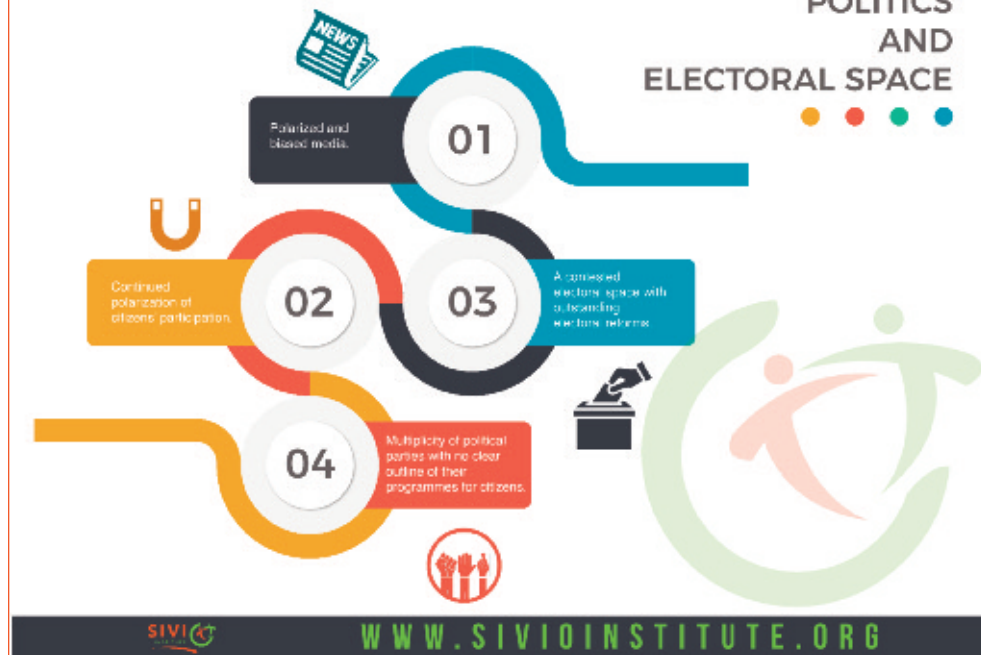 POLITICS
AND
ELECTORAL SPACE
NEWS
01
Polarized and
biased media.
02
Continued
polarization of
citizens' participation.
03
A contested
electoral space with
outstanding
electoral reforms
04
Multiplicity of political
parties with no clear
outline of their
programmes for citizens.
SIVIO
WWW.SIVIOINSTITUTE.ORG